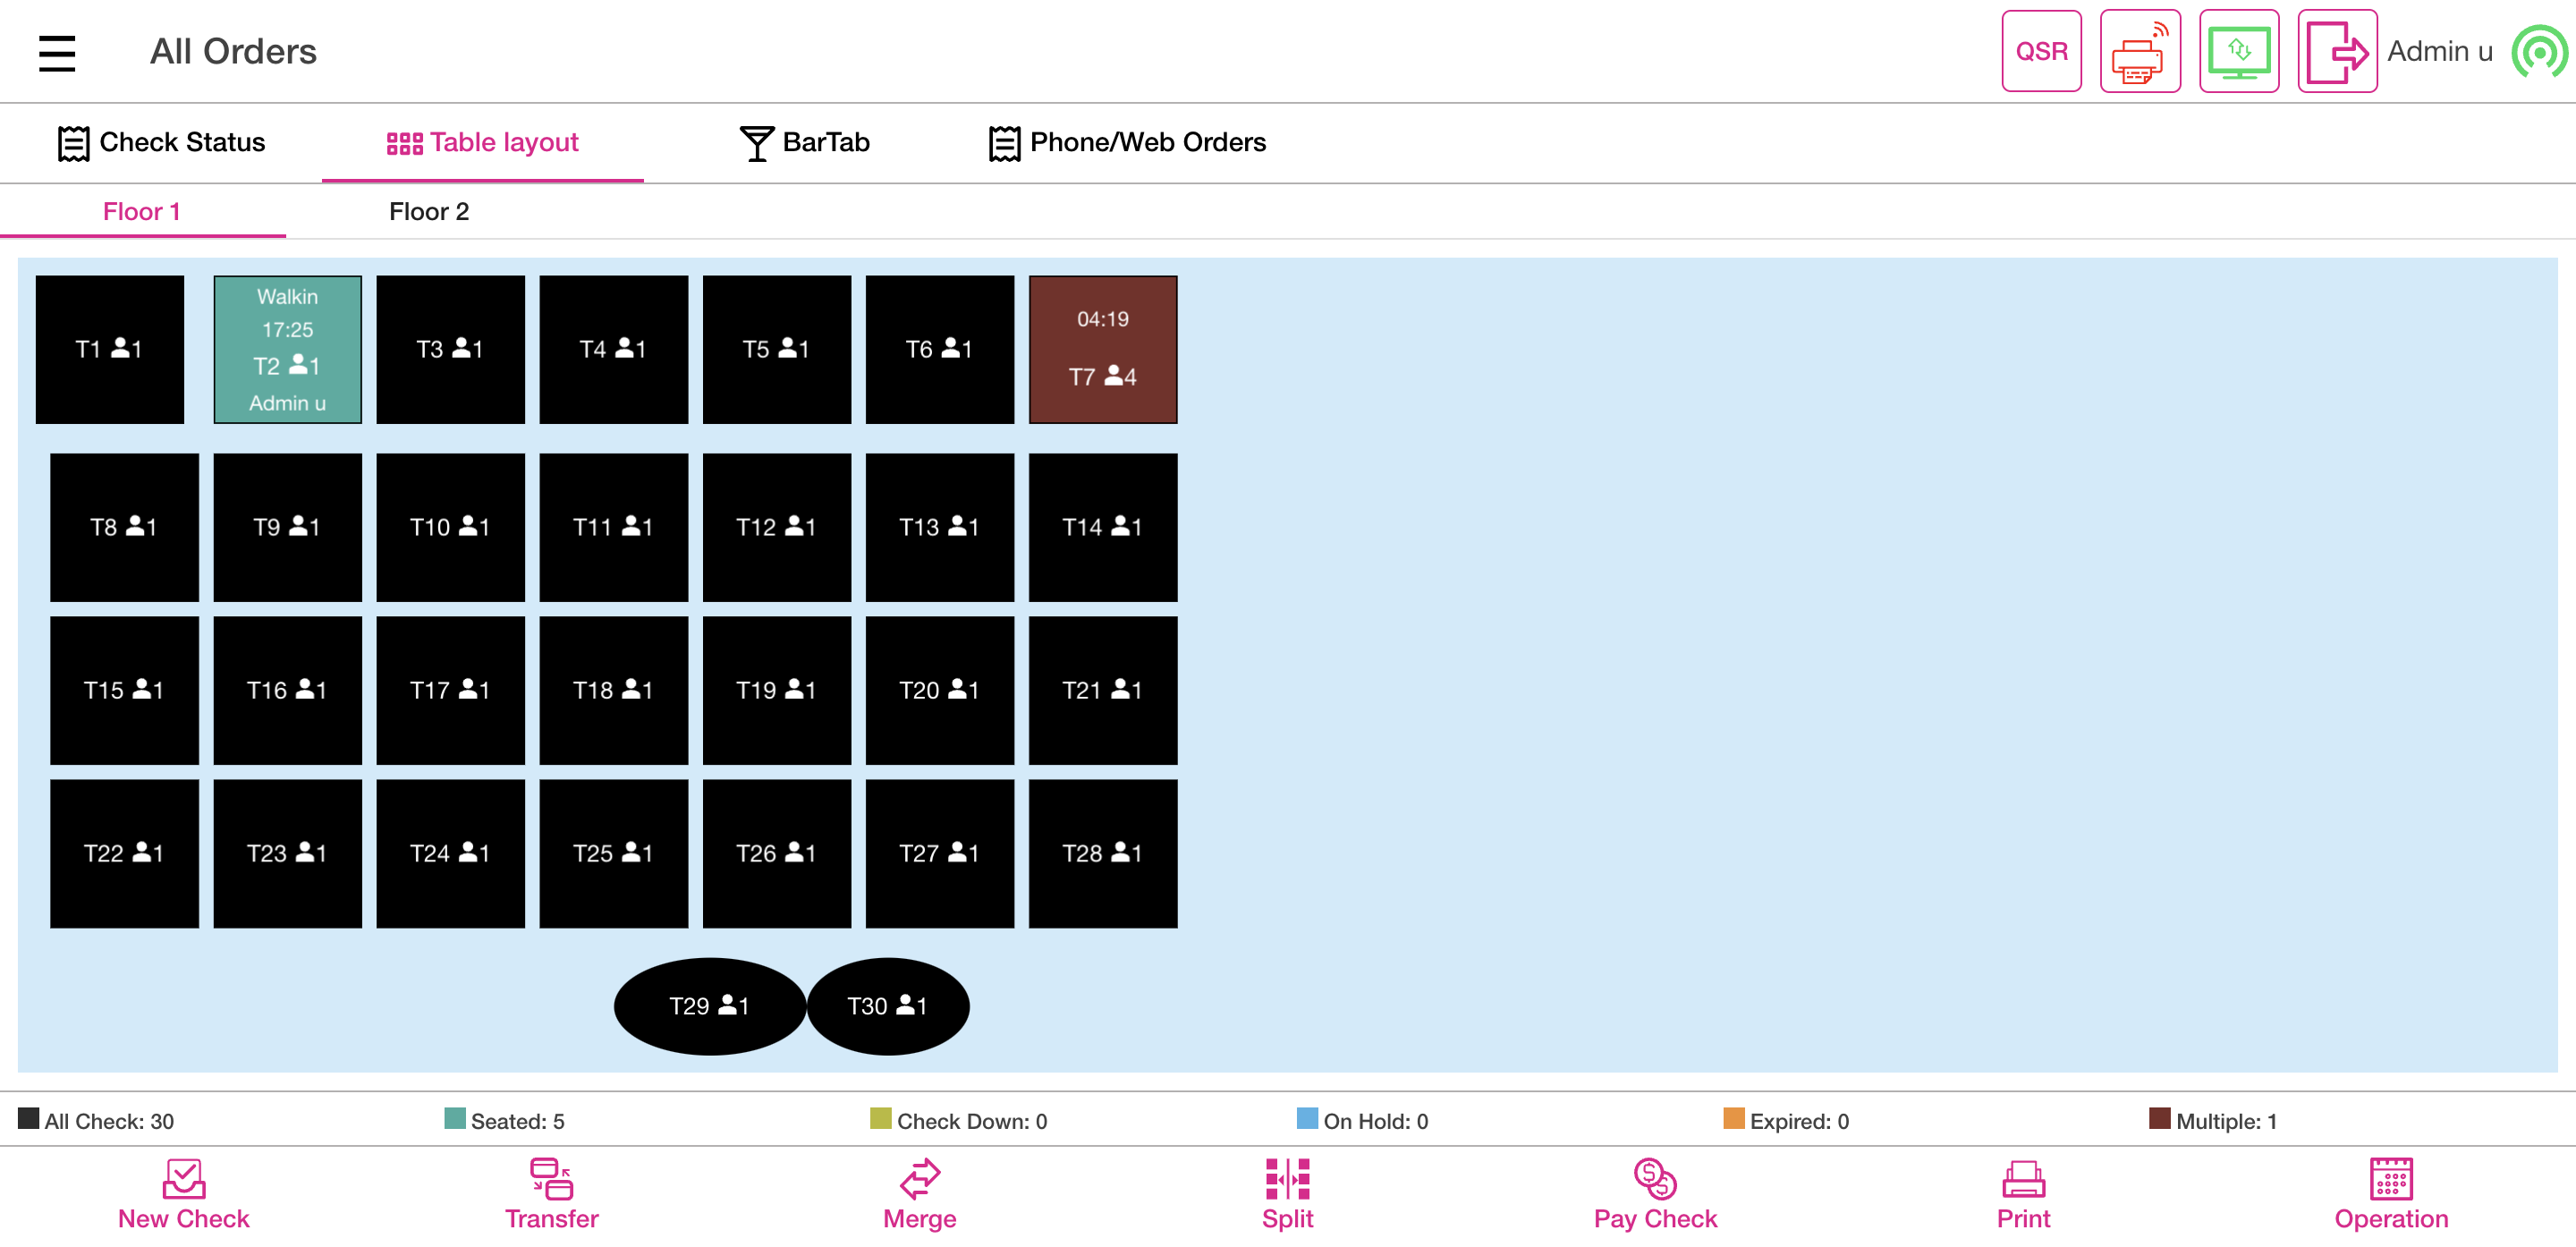 All Orders
QSR
Admin u
Check Status
Table layout
BarTab
Phone/Web Orders
Floor 1
Floor 2
T1 1
Walkin
17:25
T2 1
Admin u
T3 1
T4 1
T5 1
T6 1
04:19
T7 4
T8 1
T9 1
T10 1
T11 1
T12 1
T13 1
T14 1
T15 1
T16 1
T17 1
T18 1
T19 1
T20 1
T21 1
T22 1
T23 1
T24 1
T25 1
T26 1
T27 1
T28 1
T29 1
T30 1
All Check: 30
Seated: 5
Check Down: 0
On Hold: 0
Expired: 0
Multiple: 1
New Check
Transfer
Merge
Split
Pay Check
Print
Operation